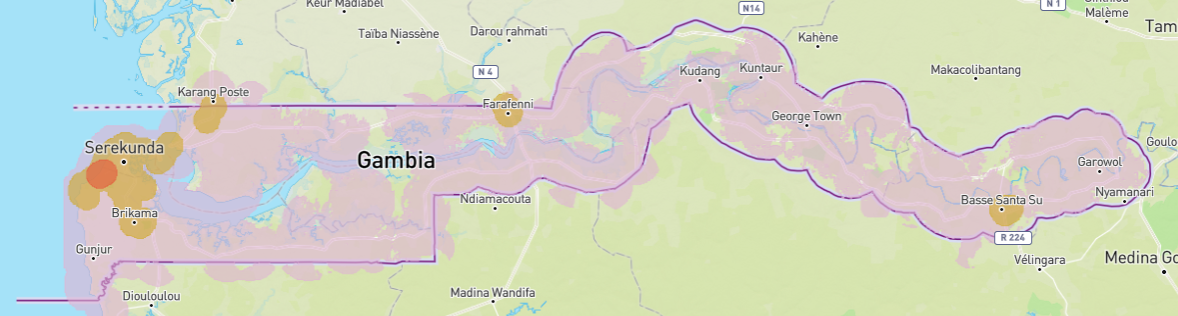 Keur Madiabel
N14
N 1
Malème
Taïba Niassène
Darou rahmati
Kahène
Tam
N 4
Kudang
Kuntaur
Makacolibantang
Karang Poste
Farafenni
George Town
Serekunda
Gambia
Goulo
Garowol
Ndiamacouta
Basse Santa Su
Nyamanari
Brikama
R 224
Gunjur
Vélingara
Medina Go
Diouloulou
Madina Wandifa